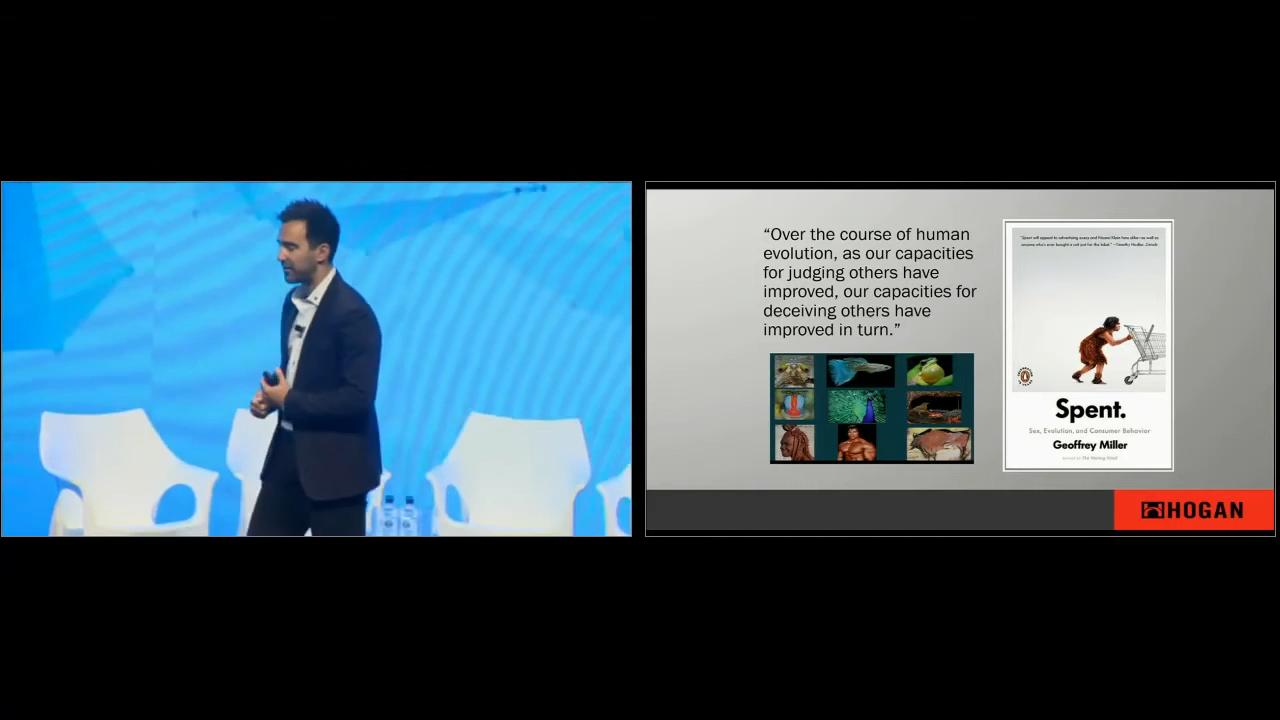 “Over the course of human
evolution, as our capacities
for judging others have
improved, our capacities for
deceiving others have
improved in turn.”
Spent.
Sex, Evolution, and Consumer Behavior
Geoffrey Miller
HOGAN